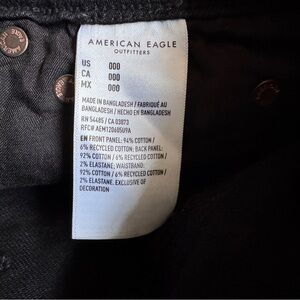 AMERICAN EAGLE
OUTFITTERS
US 000
CA 000
MX 000
MADE IN BANGLADESH / FABRIQUÉ AU
BANGLADESH / HECHO EN BANGLADESH
RN 54485 / CA 03873
RFC# AEM120605U9A
EN FRONT PANEL: 94% COTTON /
6% RECYCLED COTTON; BACK PANEL:
92% COTTON / 6% RECYCLED COTTON /
2% ELASTANE; WAISTBAND:
92% COTTON / 6% RECYCLED COTTON /
2% ELASTANE. EXCLUSIVE OF
DECORATION